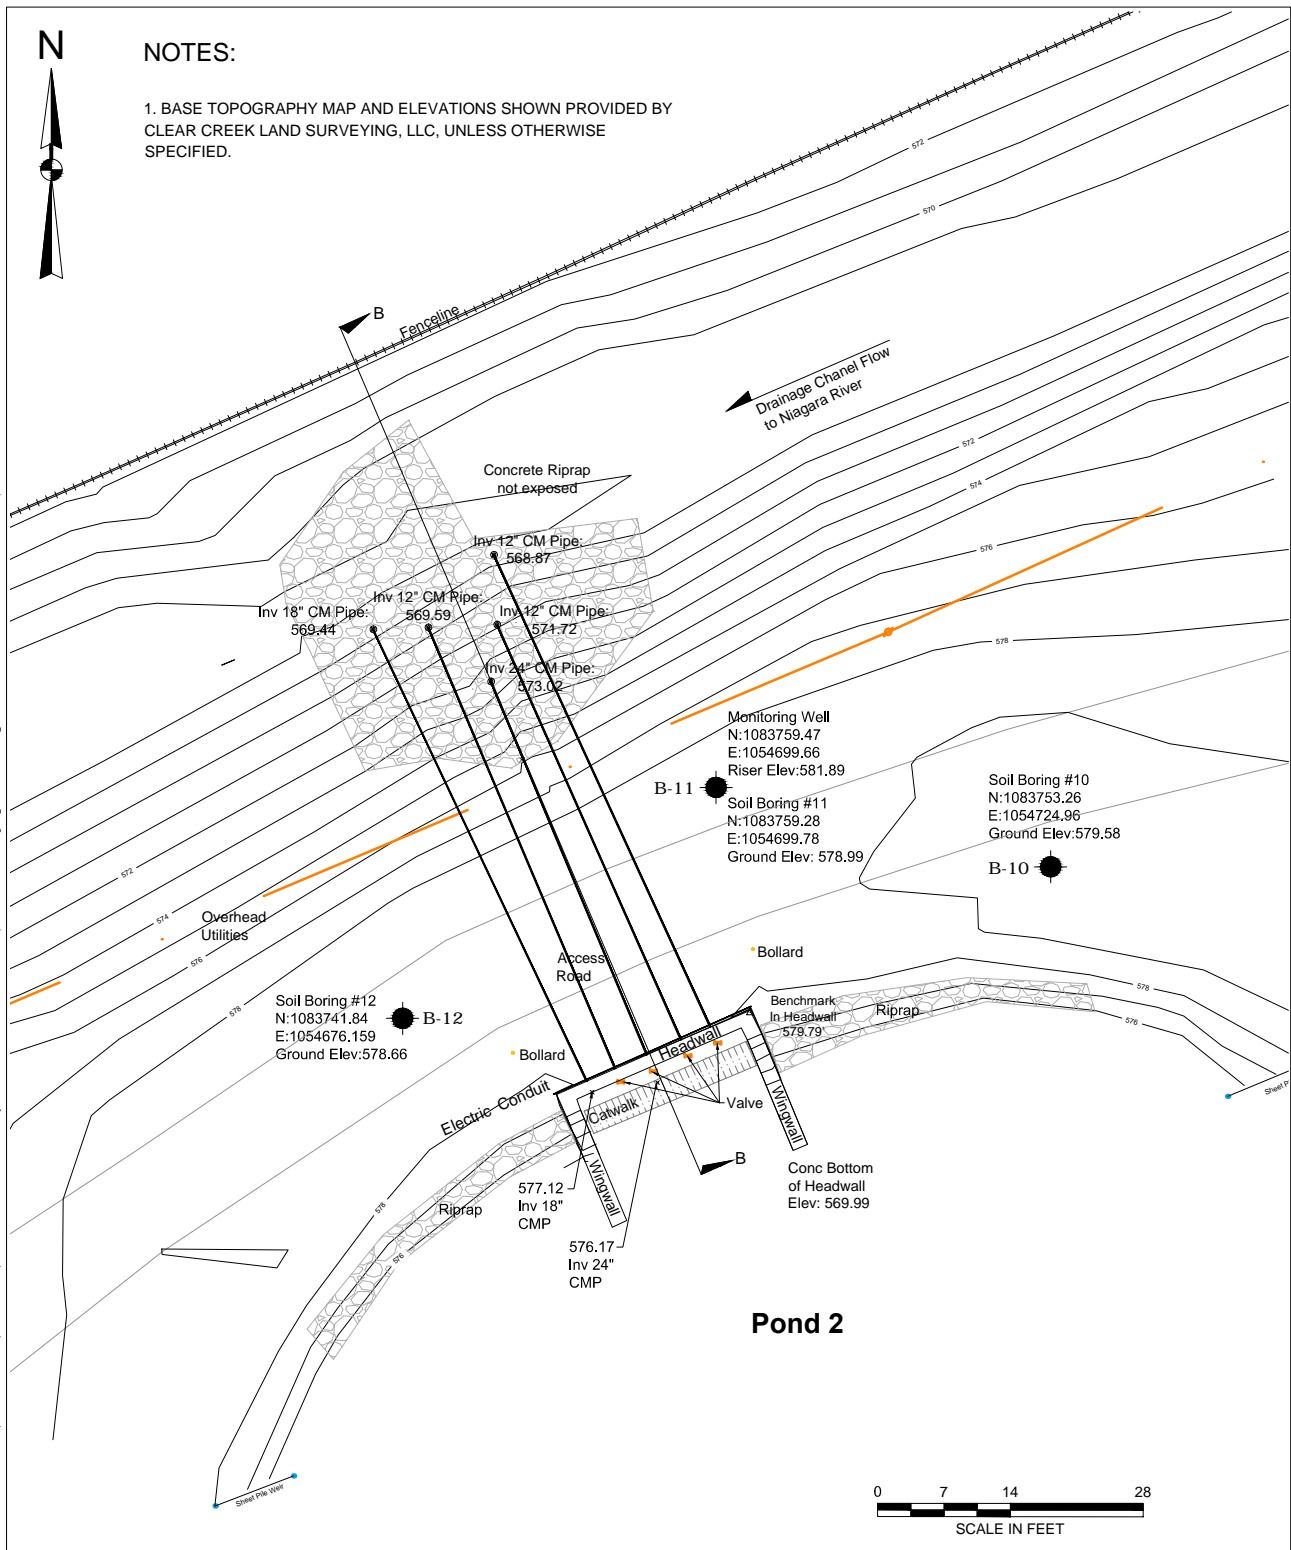 N
NOTES:
1. BASE TOPOGRAPHY MAP AND ELEVATIONS SHOWN PROVIDED BY
CLEAR CREEK LAND SURVEYING, LLC, UNLESS OTHERWISE
SPECIFIED.
572
570
B
Fenceline
Drainage Chanel Flow
to Niagara River
572
Concrete Riprap
not exposed
574
Inv 12" CM Pipe:
568.87
576
Inv 12" CM Pipe:
569.59
Inv 18" CM Pipe:
569.44
Inv 12" CM Pipe:
571.72
578
Inv 24" CM Pipe:
573.02
Monitoring Well
N:1083759.47
E:1054699.66
Riser Elev:581.89
B-11
Soil Boring #11
N:1083759.28
E:1054699.78
Ground Elev: 578.99
Soil Boring #10
N:1083753.26
E:1054724.96
Ground Elev:579.58
B-10
572
574
Overhead
Utilities
576
578
Access
Road
Bollard
Soil Boring #12
N:1083741.84
E:1054676.159
Ground Elev:578.66
B-12
Bollard
Benchmark
In Headwall
579.79
Riprap
578
576
Headwall
Electric Conduit
Catwalk
Valve
Wingwall
Sheet P
B
Wingwall
Conc Bottom
of Headwall
Elev: 569.99
577.12
Inv 18"
CMP
Riprap
578
576
576.17
Inv 24"
CMP
Pond 2
Sheet Pile Weir
0 7 14 28
SCALE IN FEET